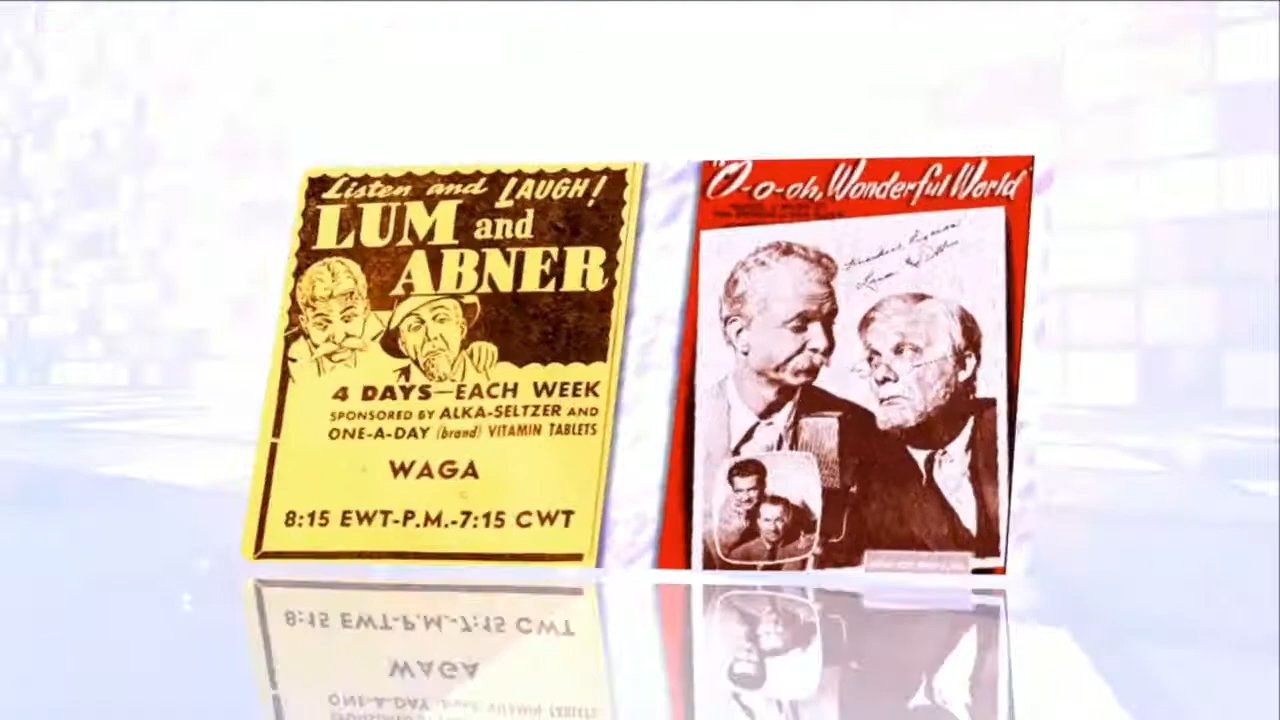 Listen and LAUGH!
LUM and
ABNER
4 DAYS—EACH WEEK
SPONSORED BY ALKA-SELTZER AND
ONE-A-DAY (brand) VITAMIN TABLETS
WAGA
8:15 EWT-P.M.-7:15 CWT
"O-o-oh, Wonderful World"